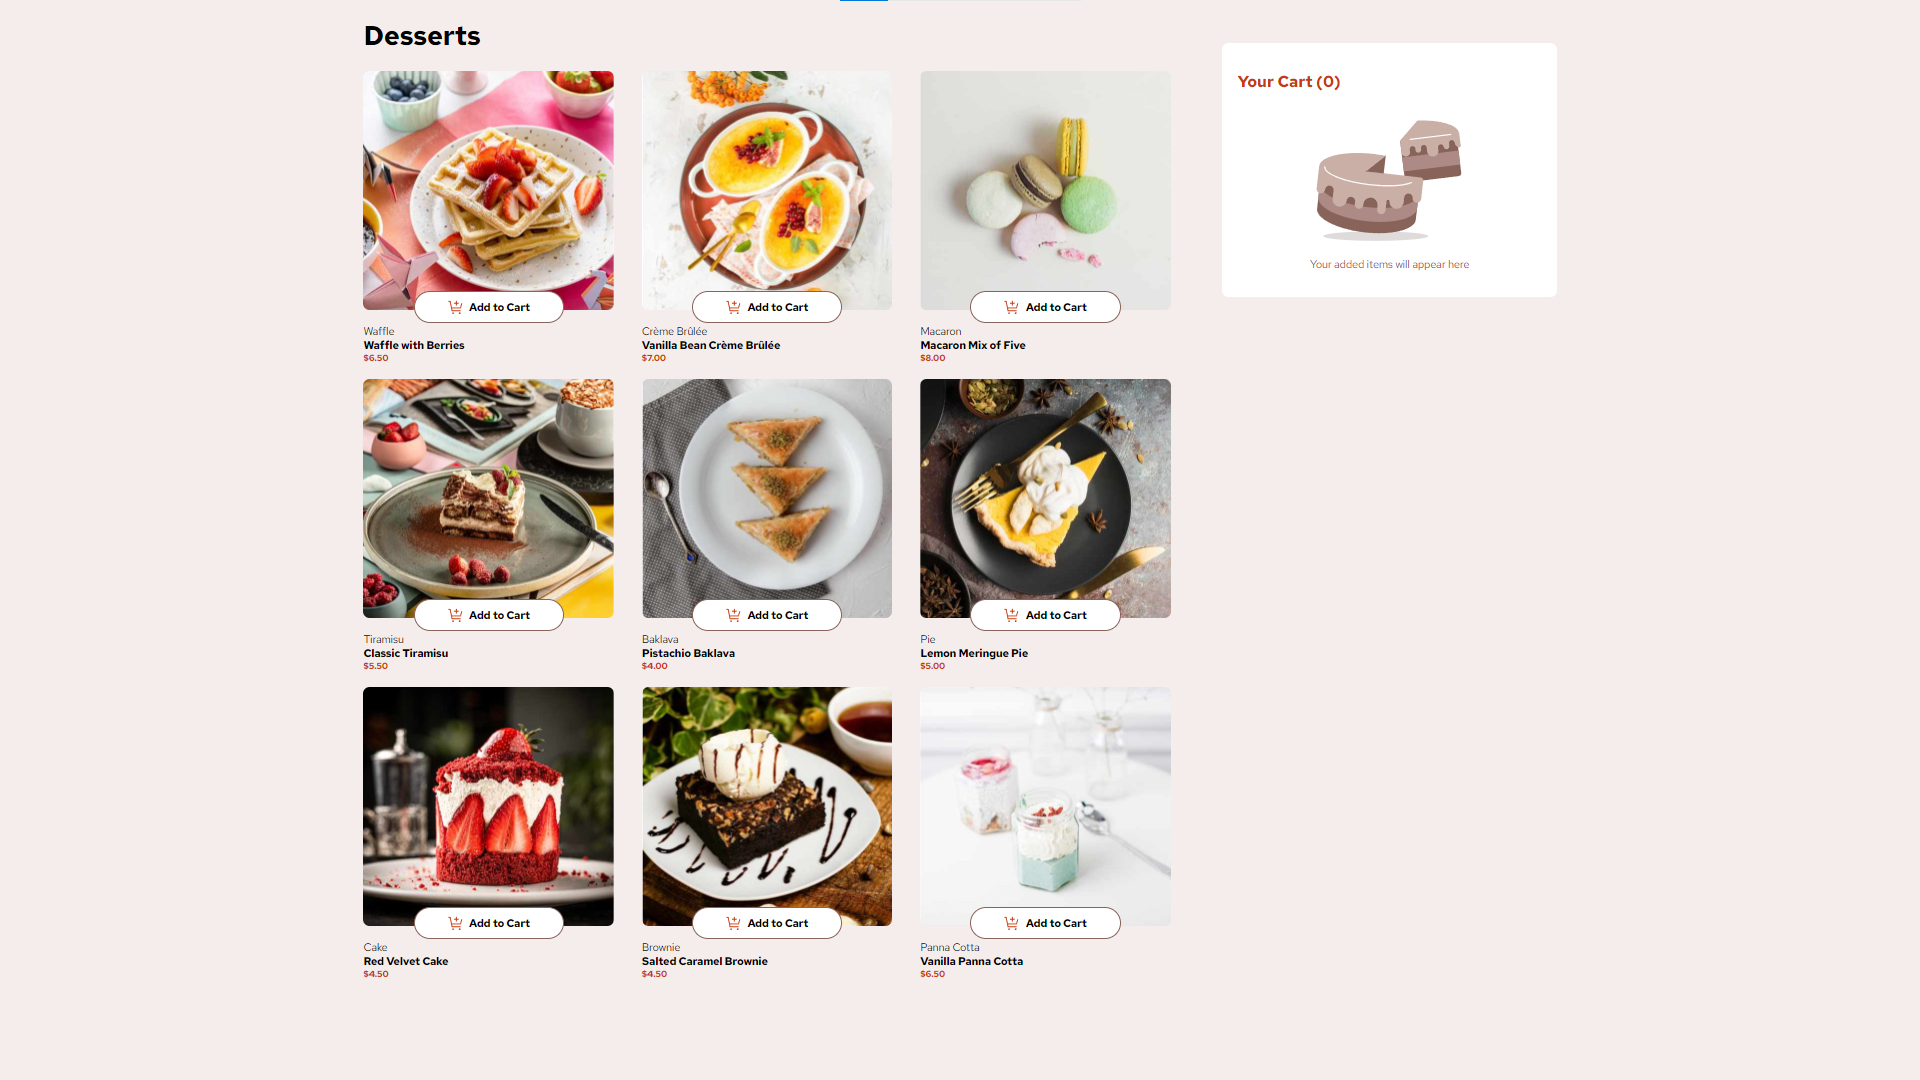 Desserts
Your Cart (0)
Your added items will appear here
Add to Cart
Waffle
Waffle with Berries
$6.50
Add to Cart
Crème Brûlée
Vanilla Bean Crème Brûlée
$7.00
Add to Cart
Macaron
Macaron Mix of Five
$8.00
Add to Cart
Tiramisu
Classic Tiramisu
$5.50
Add to Cart
Baklava
Pistachio Baklava
$4.00
Add to Cart
Pie
Lemon Meringue Pie
$5.00
Add to Cart
Cake
Red Velvet Cake
$4.50
Add to Cart
Brownie
Salted Caramel Brownie
$4.50
Add to Cart
Panna Cotta
Vanilla Panna Cotta
$6.50